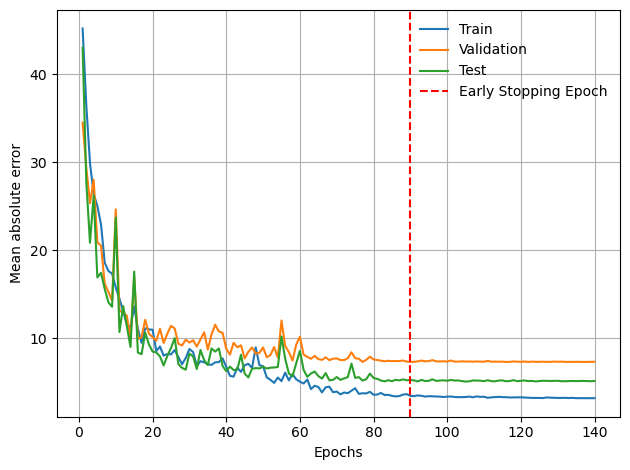 Train
Validation
Test
Early Stopping Epoch
Mean absolute error
40
30
20
10
0 20 40 60 80 100 120 140
Epochs